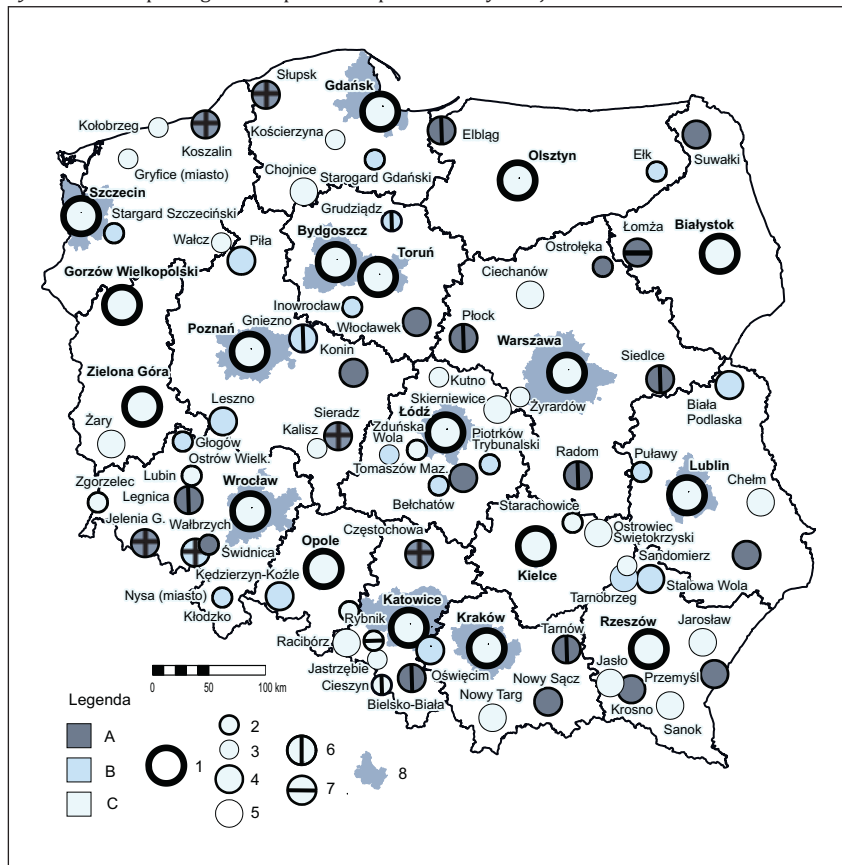 Słupsk
Gdańsk
Kołobrzeg
Koszalin
Kościerzyna
Elbląg
Suwałki
Gryfice (miasto)
Chojnice
Starogard Gdański
Olsztyn
Ełk
Szczecin
Stargard Szczeciński
Grudziądz
Wałcz
Piła
Bydgoszcz
Toruń
Ostrołęka
Łomża
Białystok
Gorzów Wielkopolski
Ciechanów
Inowrocław
Poznań
Gniezno
Włocławek
Płock
Warszawa
Konin
Siedlce
Zielona Góra
Kutno
Skierniewice
Leszno
Sieradz
Łódź
Żyrardów
Biała
Podlaska
Żary
Kalisz
Zduńska
Wola
Piotrków
Trybunalski
Głogów
Ostrów Wielk.
Tomaszów Maz.
Radom
Puławy
Lublin
Zgorzelec
Lubin
Legnica
Wrocław
Bełchatów
Starachowice
Chełm
Jelenia G.
Wałbrzych
Świdnica
Opole
Częstochowa
Ostrowiec
Świętokrzyski
Sandomierz
Kielce
Kędzierzyn-Koźle
Stalowa Wola
Nysa (miasto)
Kłodzko
Katowice
Kraków
Tarnobrzeg
Rybnik
Tarnów
Rzeszów
Jarosław
Racibórz
Jastrzębie
Oświęcim
Nowy Sącz
Jasło
Przemyśl
Cieszyn
Bielsko-Biała
Nowy Targ
Krosno
Sanok
0 50 100 km
Legenda
A
B
C
1
2
3
4
5
6
7
8